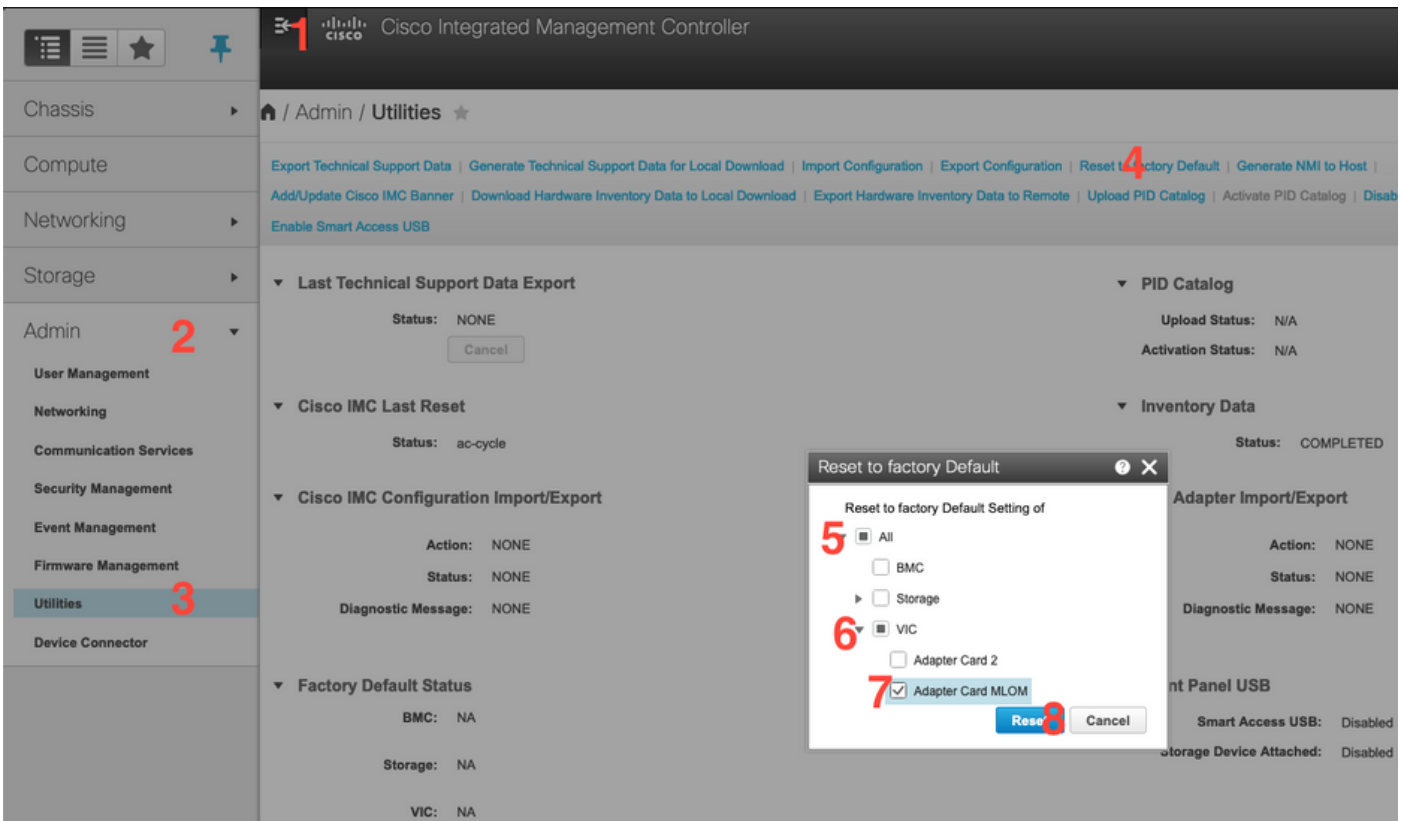 1
cisco
Cisco Integrated Management Controller
Chassis
Compute
Networking
Storage
Admin 2
User Management
Networking
Communication Services
Security Management
Event Management
Firmware Management
Utilities 3
Device Connector
/ Admin / Utilities
Export Technical Support Data | Generate Technical Support Data for Local Download | Import Configuration | Export Configuration | Reset to factory Default | Generate NMI to Host |
4
Add/Update Cisco IMC Banner | Download Hardware Inventory Data to Local Download | Export Hardware Inventory Data to Remote | Upload PID Catalog | Activate PID Catalog | Disab
Enable Smart Access USB
Last Technical Support Data Export
Status: NONE
Cancel
Cisco IMC Last Reset
Status: ac-cycle
Cisco IMC Configuration Import/Export
Action: NONE
Status: NONE
Diagnostic Message: NONE
Factory Default Status
BMC: NA
Storage: NA
VIC: NA
PID Catalog
Upload Status: N/A
Activation Status: N/A
Inventory Data
Status: COMPLETED
Adapter Import/Export
Action: NONE
Status: NONE
Diagnostic Message: NONE
nt Panel USB
Smart Access USB: Disabled
Storage Device Attached: Disabled
Reset to factory Default
Reset to factory Default Setting of
5 All
BMC
Storage
6 VIC
Adapter Card 2
7 Adapter Card MLOM
Reset 8 Cancel